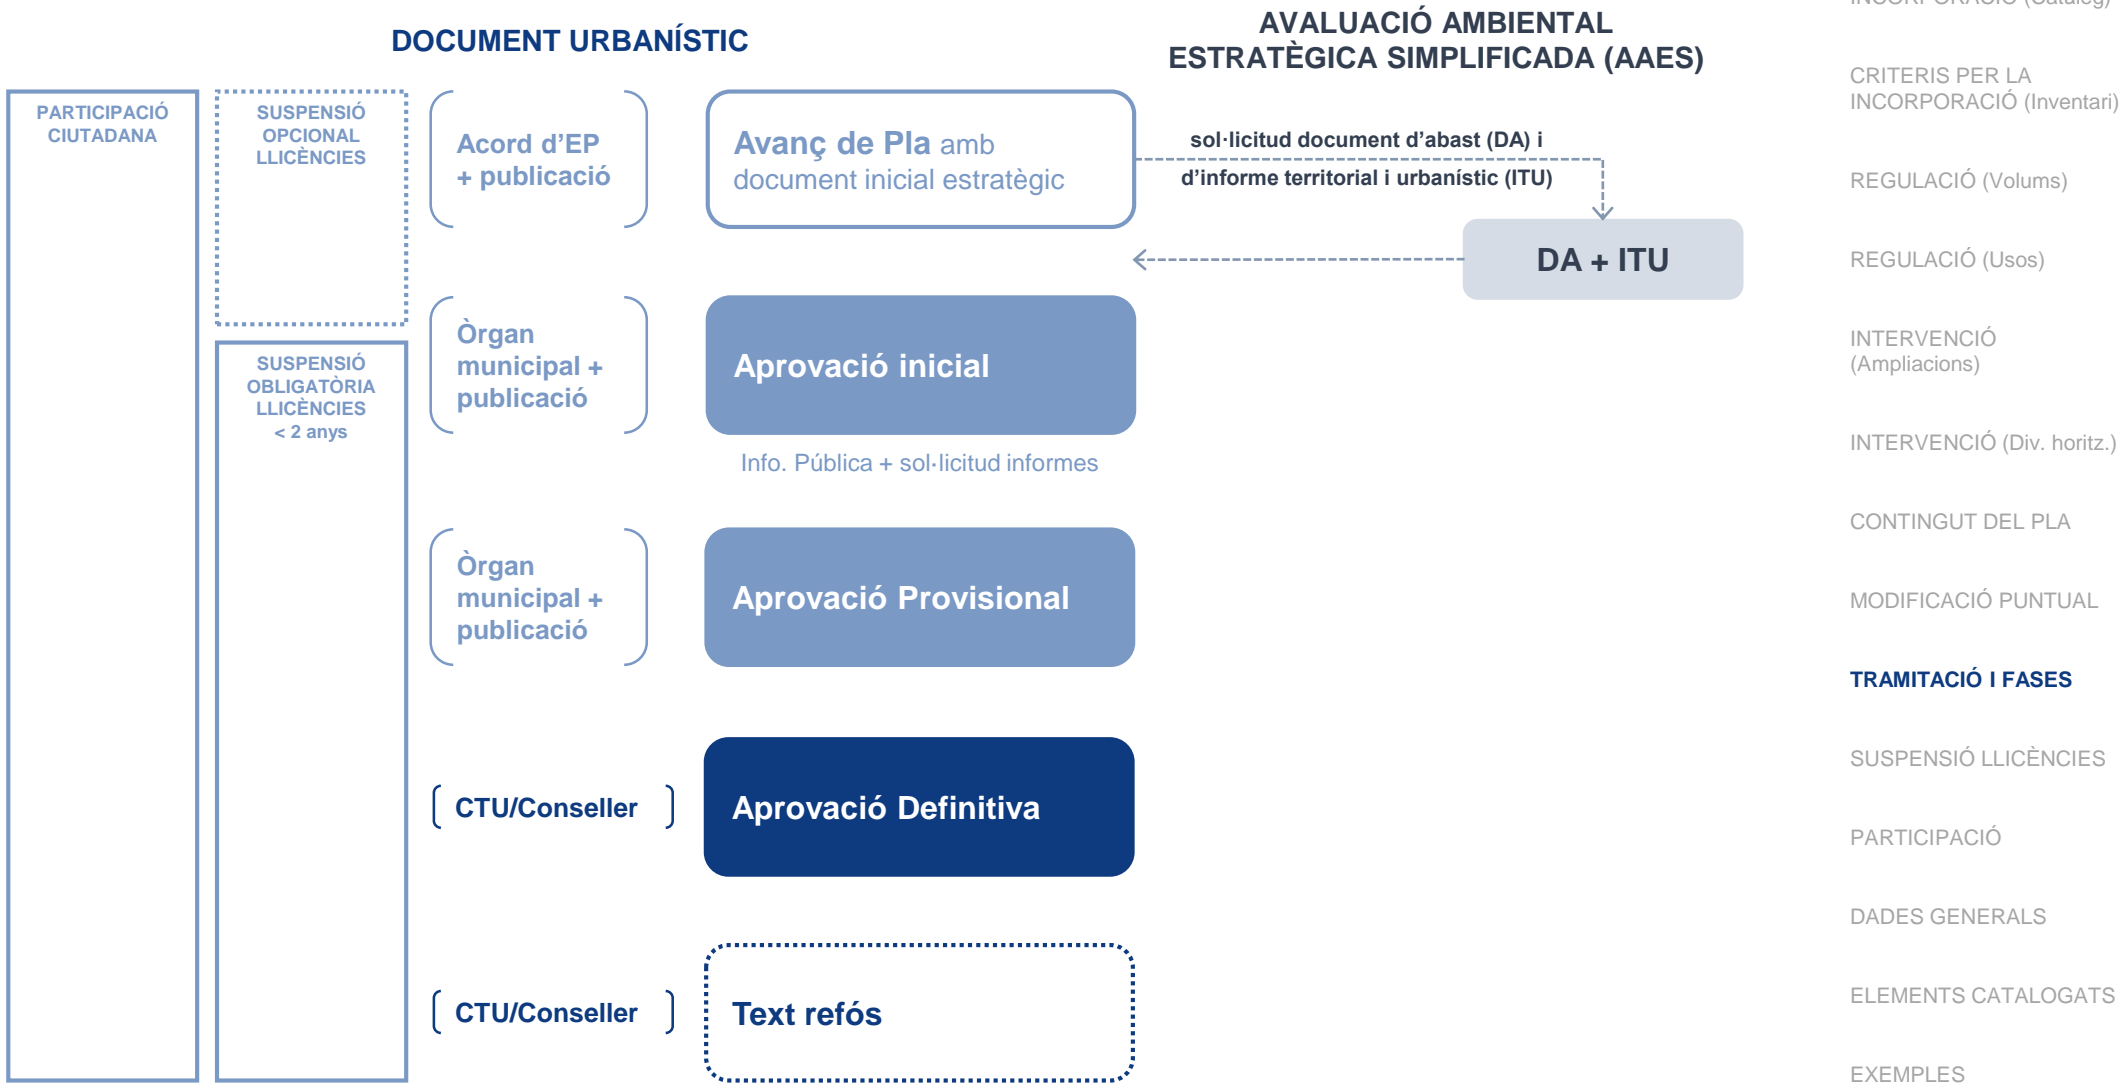 DOCUMENT URBANÍSTIC
AVALUACIÓ AMBIENTAL
ESTRATÈGICA SIMPLIFICADA (AAES)
PARTICIPACIÓ
CIUTADANA
SUSPENSIÓ
OPCIONAL
LLICÈNCIES
Acord d’EP
+ publicació
Avanç de Pla amb
document inicial estratègic
sol·licitud document d’abast (DA) i
d’informe territorial i urbanístic (ITU)
DA + ITU
SUSPENSIÓ
OBLIGATÒRIA
LLICÈNCIES
< 2 anys
Òrgan
municipal +
publicació
Aprovació inicial
Info. Pública + sol·licitud informes
Òrgan
municipal +
publicació
Aprovació Provisional
CTU/Conseller
Aprovació Definitiva
CTU/Conseller
Text refós
INCORPORACIÓ (Catàleg)
CRITERIS PER LA
INCORPORACIÓ (Inventari)
REGULACIÓ (Volums)
REGULACIÓ (Usos)
INTERVENCIÓ
(Ampliacions)
INTERVENCIÓ (Div. horitz.)
CONTINGUT DEL PLA
MODIFICACIÓ PUNTUAL
TRAMITACIÓ I FASES
SUSPENSIÓ LLICÈNCIES
PARTICIPACIÓ
DADES GENERALS
ELEMENTS CATALOGATS
EXEMPLES